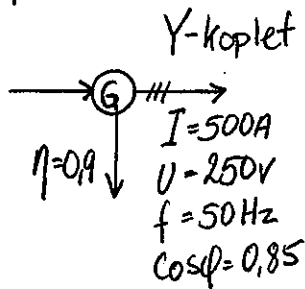 Y-koplet
G
I=500A
η=0,9
U=250V
f=50Hz
cosφ=0,85